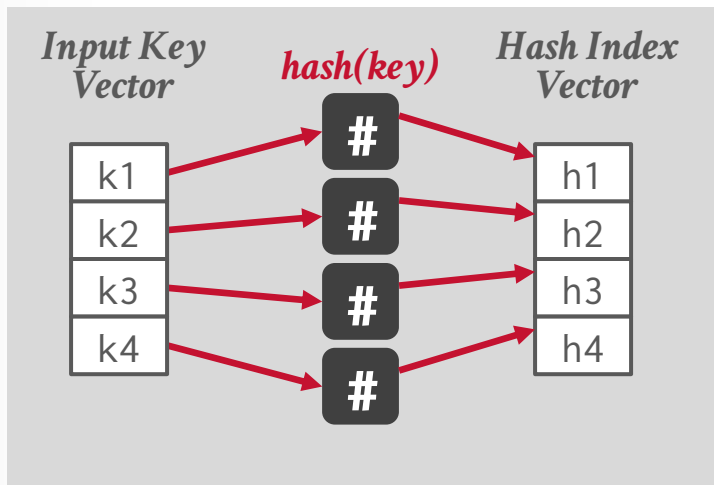 Input Key
Vector
hash(key)
Hash Index
Vector
k1
k2
k3
k4
#
#
#
#
h1
h2
h3
h4